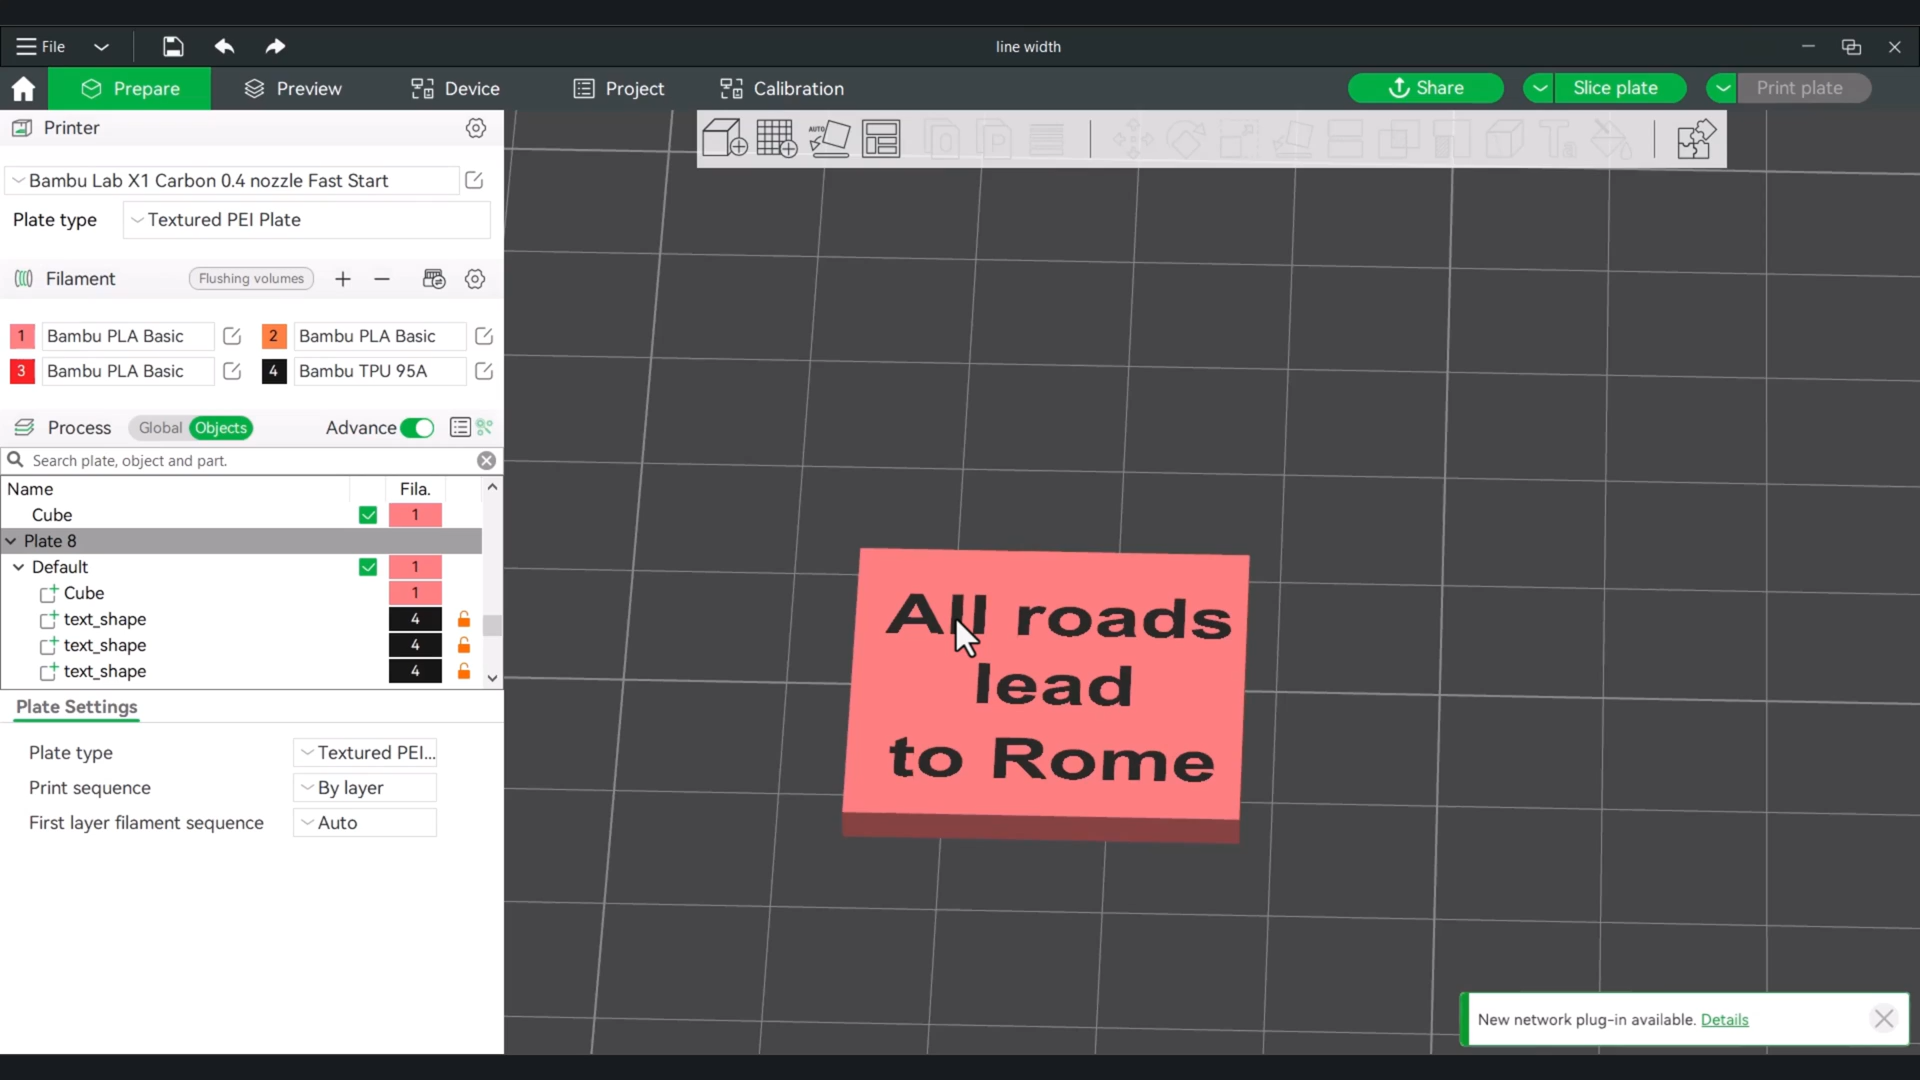 File
line width
Prepare
Preview
Device
Project
Calibration
Share
Slice plate
Print plate
Printer
Bambu Lab X1 Carbon 0.4 nozzle Fast Start
Plate type
Textured PEI Plate
Filament
Flushing volumes
1 Bambu PLA Basic
2 Bambu PLA Basic
3 Bambu PLA Basic
4 Bambu TPU 95A
Process
Global
Objects
Advance
Search plate, object and part.
Name
Fila.
Cube 1
Plate 8
Default 1
Cube 1
text_shape 4
text_shape 4
text_shape 4
Plate Settings
Plate type
Textured PEI...
Print sequence
By layer
First layer filament sequence
Auto
AUTO
All roads
lead
to Rome
New network plug-in available. Details